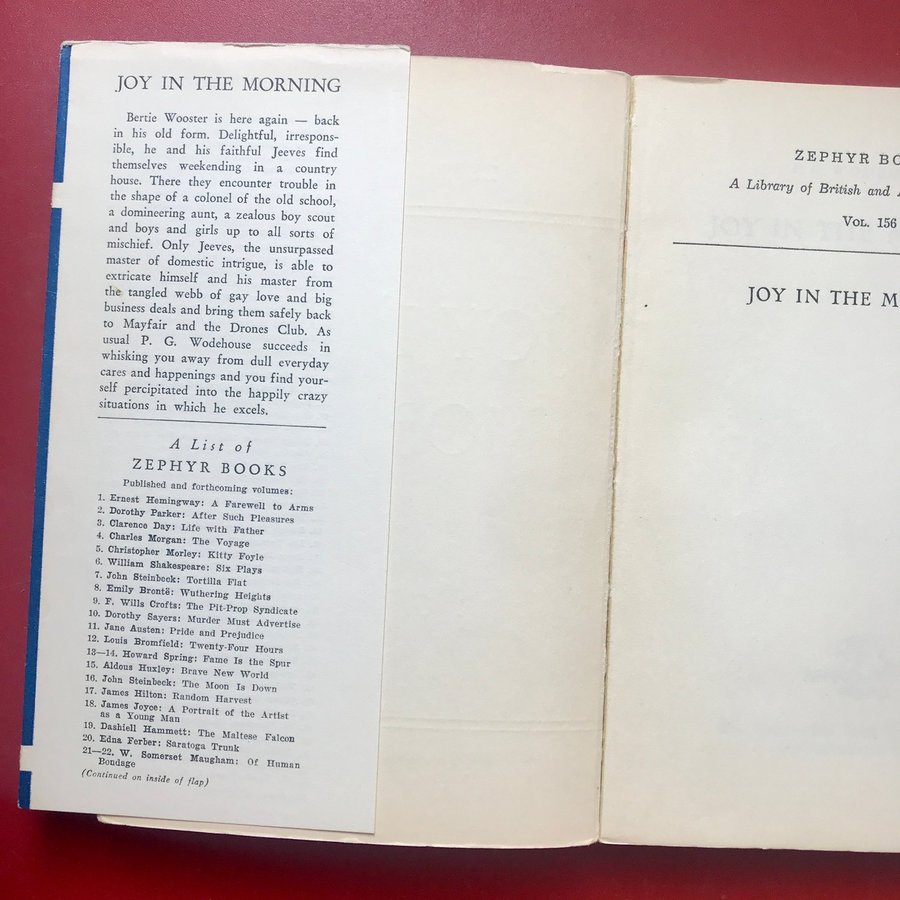 JOY IN THE MORNING
Bertie Wooster is here again — back
in his old form. Delightful, irrespons-
ible, he and his faithful Jeeves find
themselves weekending in a country
house. There they encounter trouble in
the shape of a colonel of the old school,
a domineering aunt, a zealous boy scout
and boys and girls up to all sorts of
mischief. Only Jeeves, the unsurpassed
master of domestic intrigue, is able to
extricate himself and his master from
the tangled webb of gay love and big
business deals and bring them safely back
to Mayfair and the Drones Club. As
usual P. G. Wodehouse succeeds in
whisking you away from dull everyday
cares and happenings and you find your-
self percipitated into the happily crazy
situations in which he excels.
A List of
ZEPHYR BOOKS
Published and forthcoming volumes:
1. Ernest Hemingway: A Farewell to Arms
2. Dorothy Parker: After Such Pleasures
3. Clarence Day: Life with Father
4. Charles Morgan: The Voyage
5. Christopher Morley: Kitty Foyle
6. William Shakespeare: Six Plays
7. John Steinbeck: Tortilla Flat
8. Emily Brontë: Wuthering Heights
9. F. Wills Crofts: The Pit-Prop Syndicate
10. Dorothy Sayers: Murder Must Advertise
11. Jane Austen: Pride and Prejudice
12. Louis Bromfield: Twenty-Four Hours
13—14. Howard Spring: Fame Is the Spur
15. Aldous Huxley: Brave New World
16. John Steinbeck: The Moon Is Down
17. James Hilton: Random Harvest
18. James Joyce: A Portrait of the Artist
as a Young Man
19. Dashiell Hammett: The Maltese Falcon
20. Edna Ferber: Saratoga Trunk
21—22. W. Somerset Maugham: Of Human
Bondage
(Continued on inside of flap)
ZEPHYR BO
A Library of British and
VOL. 156
JOY IN THE M